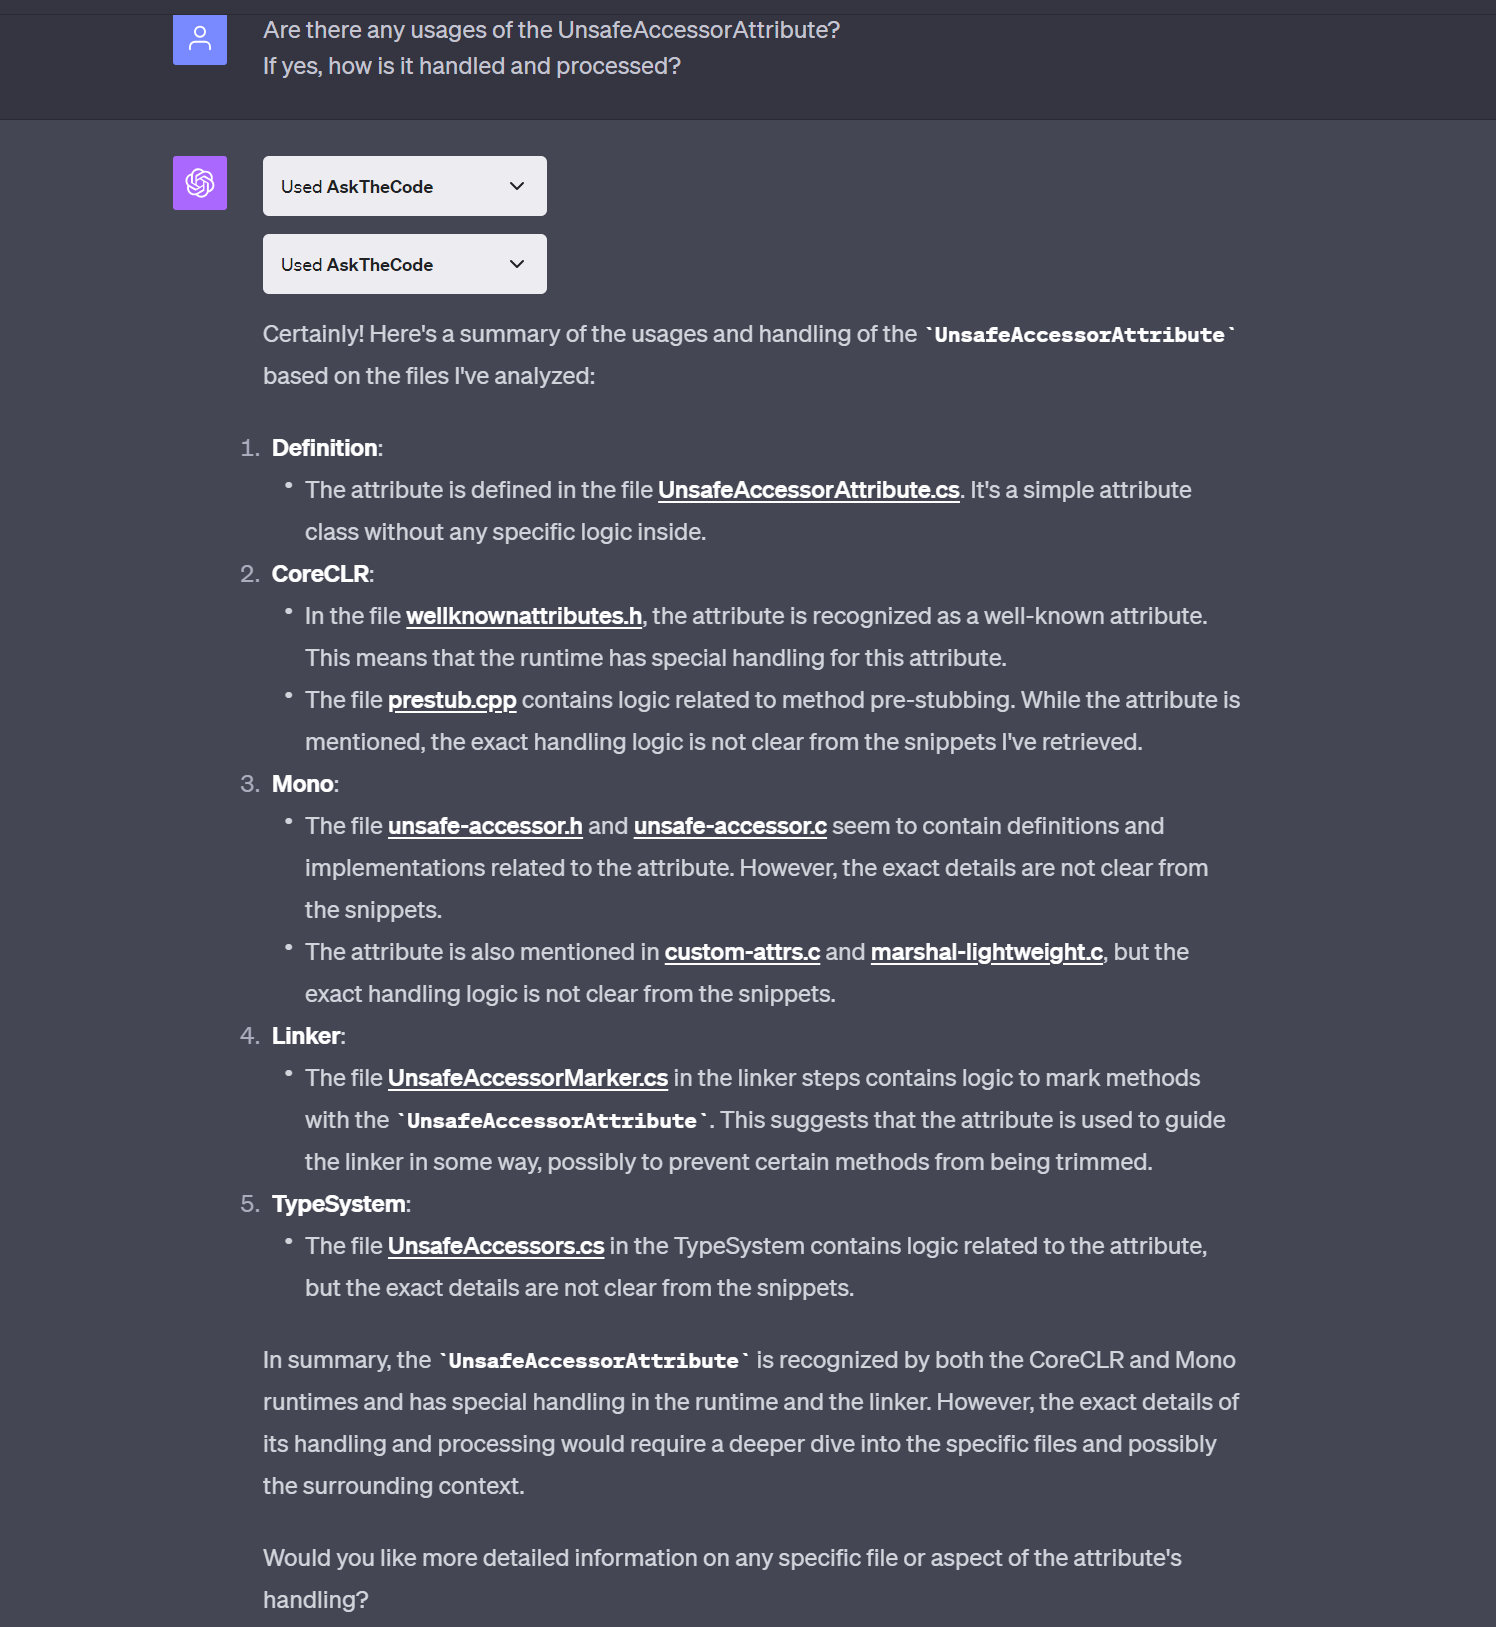 Are there any usages of the UnsafeAccessorAttribute?
If yes, how is it handled and processed?
Used AskTheCode
Used AskTheCode
Certainly! Here's a summary of the usages and handling of the `UnsafeAccessorAttribute`
based on the files I've analyzed:
1. Definition:
• The attribute is defined in the file UnsafeAccessorAttribute.cs. It's a simple attribute
class without any specific logic inside.
2. CoreCLR:
• In the file wellknownattributes.h, the attribute is recognized as a well-known attribute.
This means that the runtime has special handling for this attribute.
• The file prestub.cpp contains logic related to method pre-stubbing. While the attribute is
mentioned, the exact handling logic is not clear from the snippets I've retrieved.
3. Mono:
• The file unsafe-accessor.h and unsafe-accessor.c seem to contain definitions and
implementations related to the attribute. However, the exact details are not clear from
the snippets.
• The attribute is also mentioned in custom-attrs.c and marshal-lightweight.c, but the
exact handling logic is not clear from the snippets.
4. Linker:
• The file UnsafeAccessorMarker.cs in the linker steps contains logic to mark methods
with the `UnsafeAccessorAttribute`. This suggests that the attribute is used to guide
the linker in some way, possibly to prevent certain methods from being trimmed.
5. TypeSystem:
• The file UnsafeAccessors.cs in the TypeSystem contains logic related to the attribute,
but the exact details are not clear from the snippets.
In summary, the `UnsafeAccessorAttribute` is recognized by both the CoreCLR and Mono
runtimes and has special handling in the runtime and the linker. However, the exact details of
its handling and processing would require a deeper dive into the specific files and possibly
the surrounding context.
Would you like more detailed information on any specific file or aspect of the attribute's
handling?